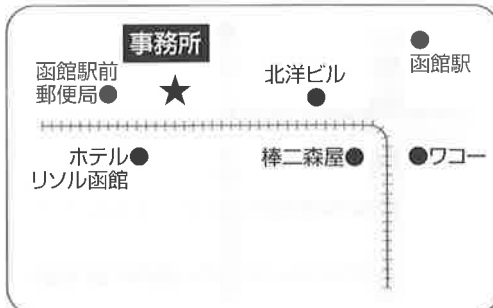 事務所
函館駅
函館駅前
郵便局
北洋ビル
ホテル
リソル函館
棒二森屋
ワコー